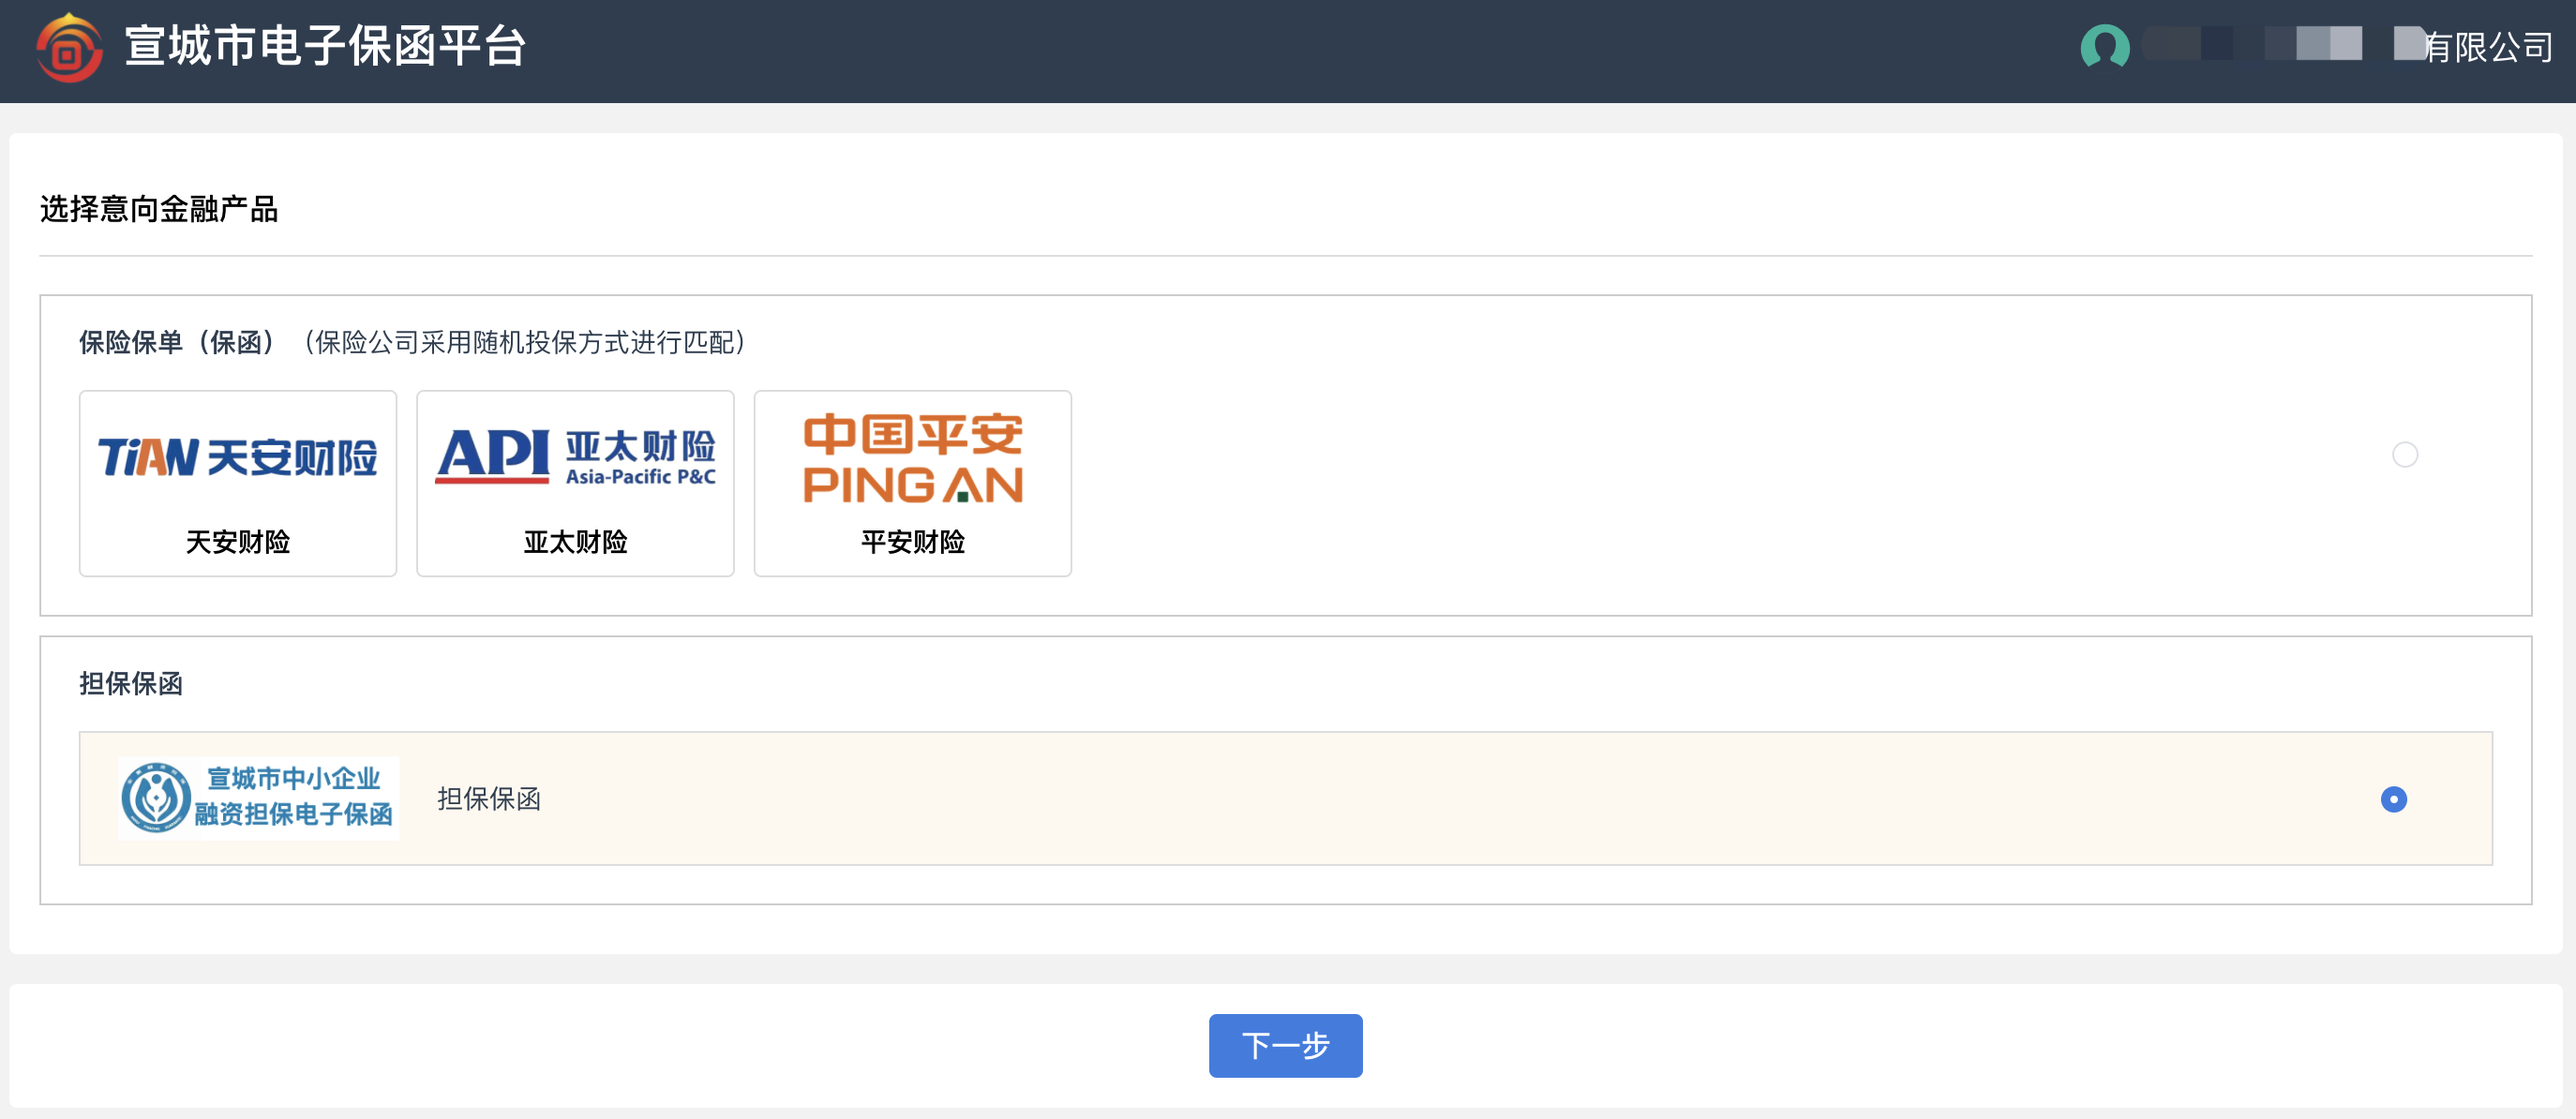 宣城市电子保函平台
有限公司
选择意向金融产品
保险保单（保函）（保险公司采用随机投保方式进行匹配）
TiAN 天安财险
API 亚太财险
Asia-Pacific P&C
中国平安
PING AN
天安财险
亚太财险
平安财险
担保保函
宣城市中小企业
融资担保电子保函
担保保函
下一步